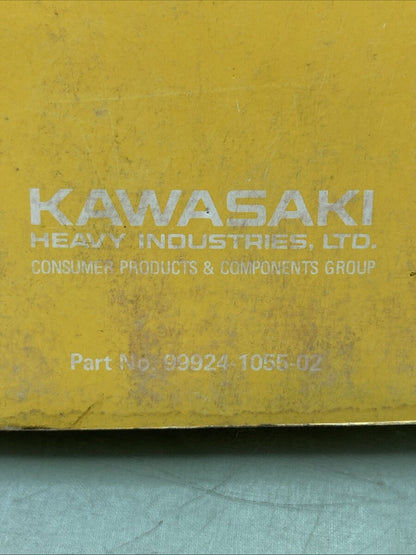 KAWASAKI
HEAVY INDUSTRIES, LTD.
CONSUMER PRODUCTS & COMPONENTS GROUP
Part No. 99924-1055-02